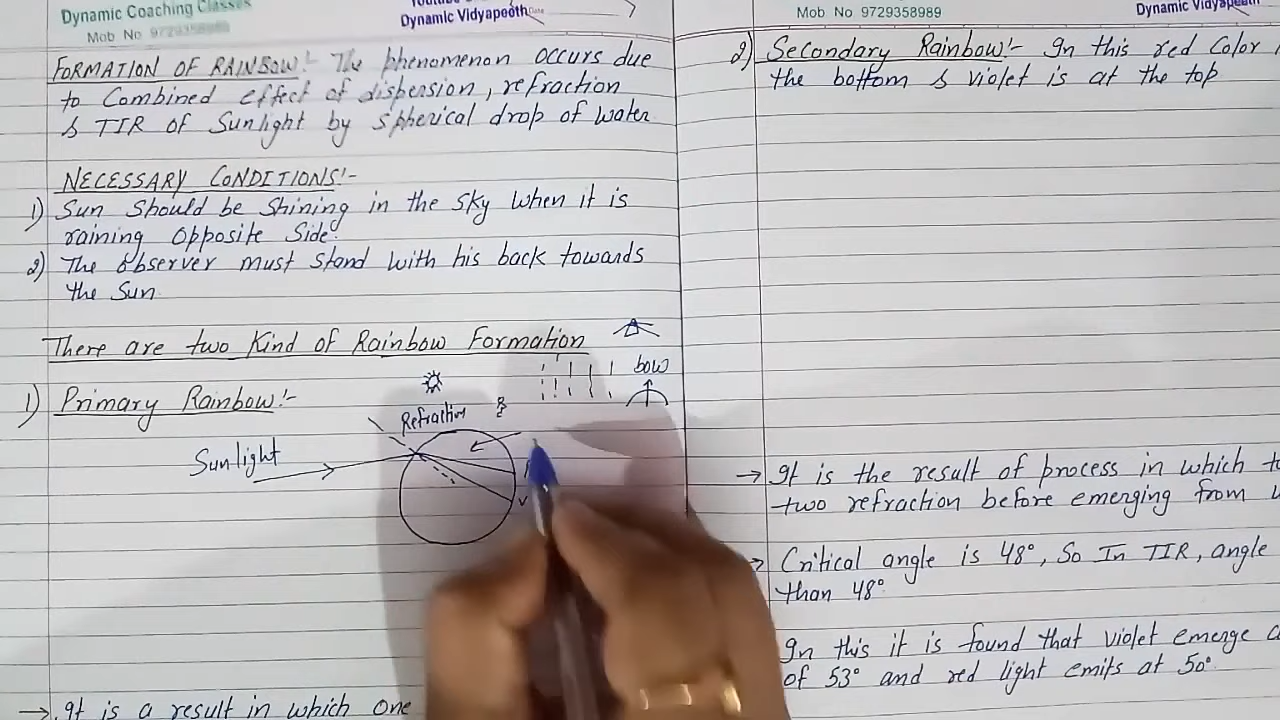 Dynamic Coaching Classes
Mob No 9729358989
Dynamic Vidyapeeth
FORMATION OF RAINBOW:- The phenomenon occurs due
to Combined effect of dispension, refraction
& TIR of Sunlight by spherical drop of water
NECESSARY CONDITIONS:-
1) Sun should be shining in the sky when it is
raining opposite side.
2) The observer must stand with his back towards
the Sun.
There are two Kind of Rainbow Formation
bow
1) Primary Rainbow:-
Refraction
Sunlight
V
→ It is a result in which one
Mob No 9729358989
Dynamic Vidyapeeth
2) Secondary Rainbow:- In this red Color
the bottom & violet is at the top
→ It is the result of process in which
two refraction before emerging from
→ Critical angle is 48°, So In TIR, angle
than 48°
In this it is found that violet emerge
of 53° and red light emits at 50°